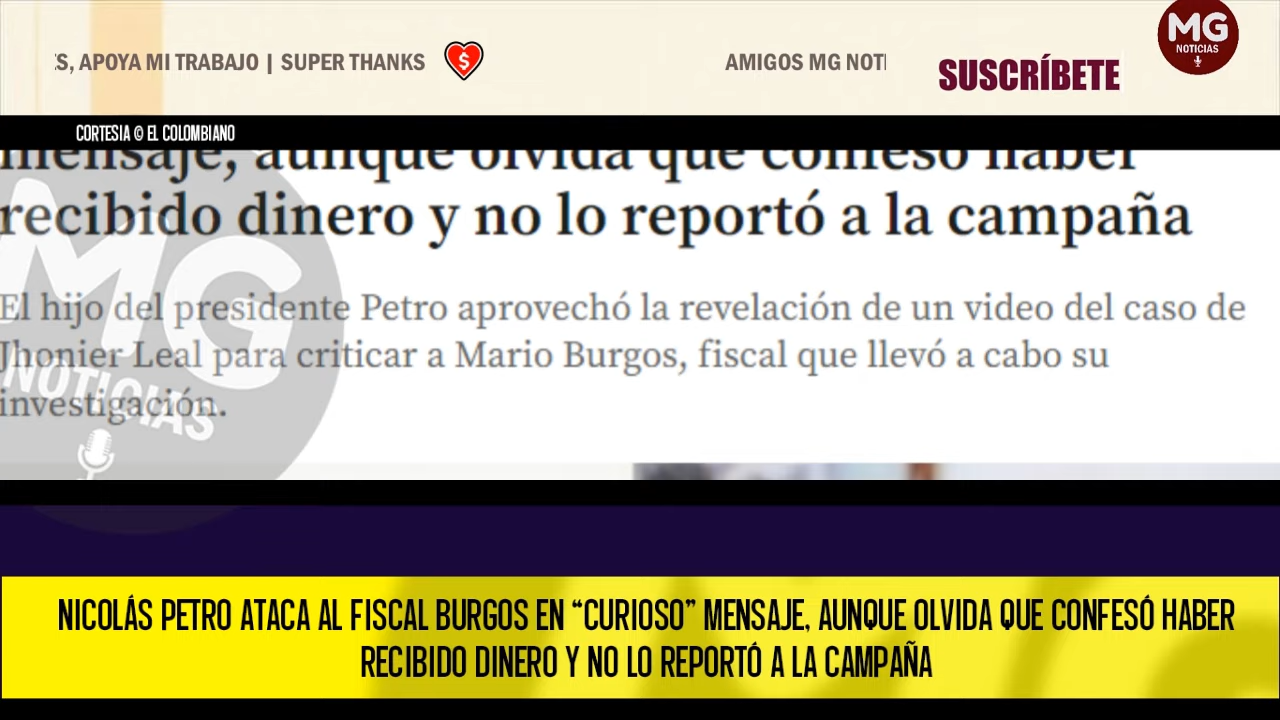 S, APOYA MI TRABAJO | SUPER THANKS
AMIGOS MG NOTI
SUSCRÍBETE
MG
NOTICIAS
CORTESIA © EL COLOMBIANO
mensaje, aunque olvida que confesó haber
recibido dinero y no lo reportó a la campaña
El hijo del presidente Petro aprovechó la revelación de un video del caso de
Jhonier Leal para criticar a Mario Burgos, fiscal que llevó a cabo su
investigación.
MG
NOTICIAS
NICOLÁS PETRO ATACA AL FISCAL BURGOS EN “CURIOSO” MENSAJE, AUNQUE OLVIDA QUE CONFESÓ HABER
RECIBIDO DINERO Y NO LO REPORTÓ A LA CAMPAÑA